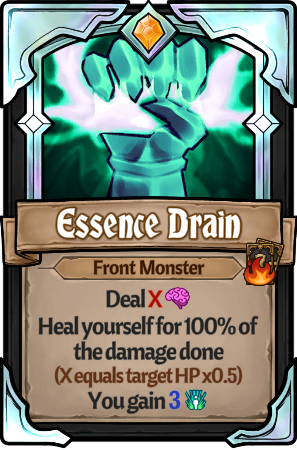 Essence Drain
Front Monster
Deal X
Heal yourself for 100% of
the damage done
(X equals target HP x0.5)
You gain 3